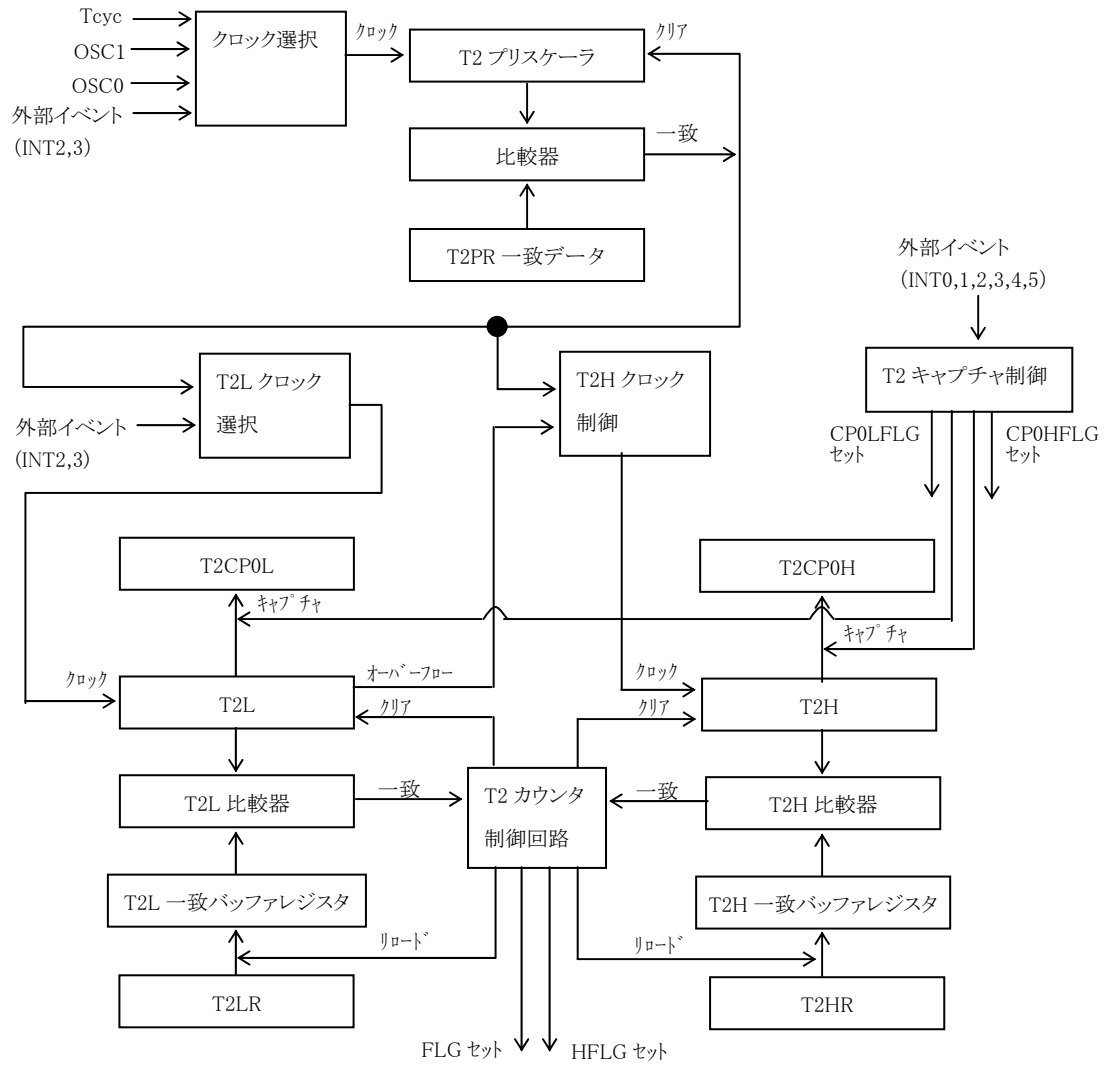 Tcyc
OSC1
OSC0
外部イベント
(INT2,3)
クロック選択
クロック
T2 プリスケーラ
クリア
比較器
一致
T2PR 一致データ
外部イベント
(INT0,1,2,3,4,5)
T2 キャプチャ制御
CP0LFLG
セット
CP0HFLG
セット
T2L クロック
選択
外部イベント
(INT2,3)
T2H クロック
制御
T2CP0L
T2CP0H
キャプチャ
キャプチャ
クロック
T2L
オーバーフロー
クリア
クロック
クリア
T2H
T2L 比較器
一致
T2 カウンタ
制御回路
一致
T2H 比較器
T2L 一致バッファレジスタ
T2H 一致バッファレジスタ
リロード
リロード
T2LR
T2HR
FLG セット
HFLG セット